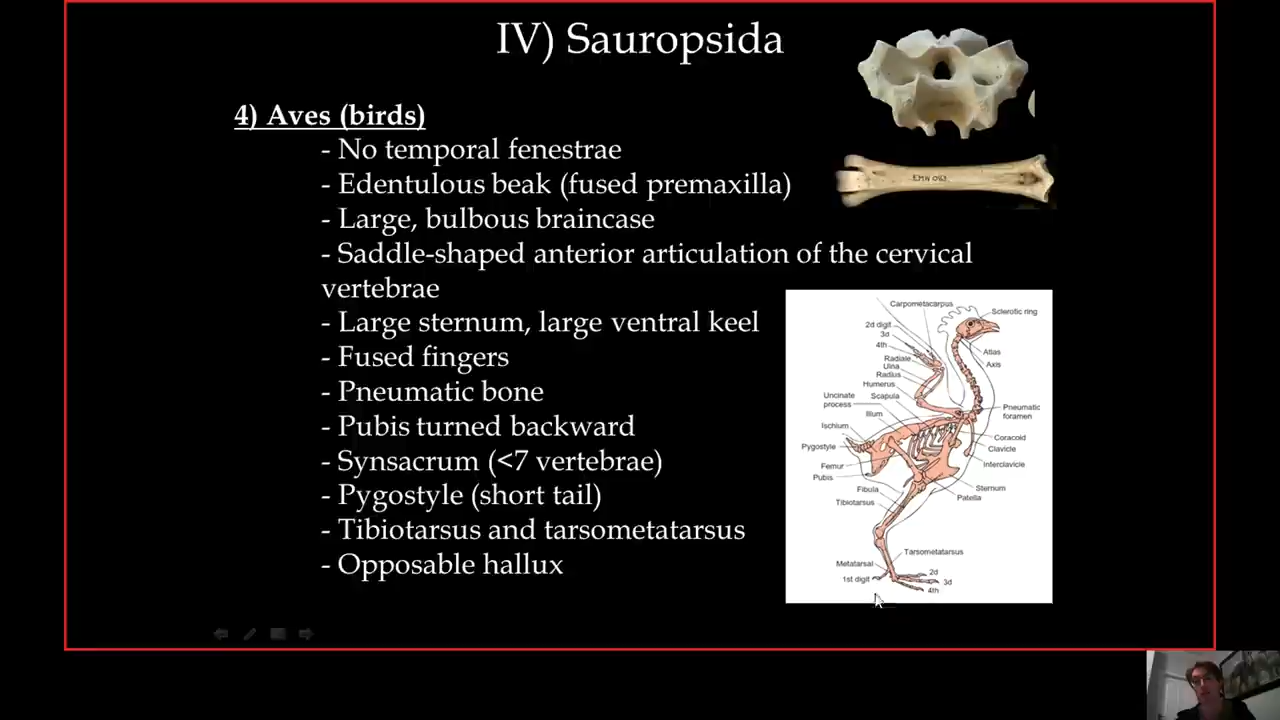 IV) Sauropsida
4) Aves (birds)
- No temporal fenestrae
- Edentulous beak (fused premaxilla)
- Large, bulbous braincase
- Saddle-shaped anterior articulation of the cervical
vertebrae
- Large sternum, large ventral keel
- Fused fingers
- Pneumatic bone
- Pubis turned backward
- Synsacrum (<7 vertebrae)
- Pygostyle (short tail)
- Tibiotarsus and tarsometatarsus
- Opposable hallux
Carpometacarpus
Sclerotic ring
2d digit
3d
4th
Atlas
Radiale
Axis
Ulna
Radius
Humerus
Scapula
Uncinate
process
Ilium
Pneumatic
foramen
Ischium
Coracoid
Pygostyle
Clavicle
Interclavicle
Femur
Pubis
Fibula
Sternum
Patella
Tibiotarsus
Tarsometatarsus
Metatarsal
1st digit
2d
3d
4th